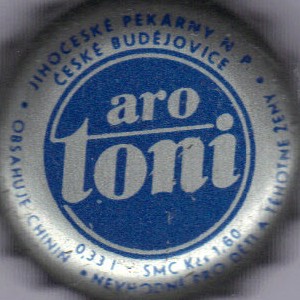 JIHOČESKÉ PEKÁRNY N. P.
ČESKÉ BUDĚJOVICE
aro
toni
OBSAHUJE CHININ
0,33 l SMC Kčs 1,60
NEVHODNÉ PRO DĚTI A TĚHOTNÉ ŽENY